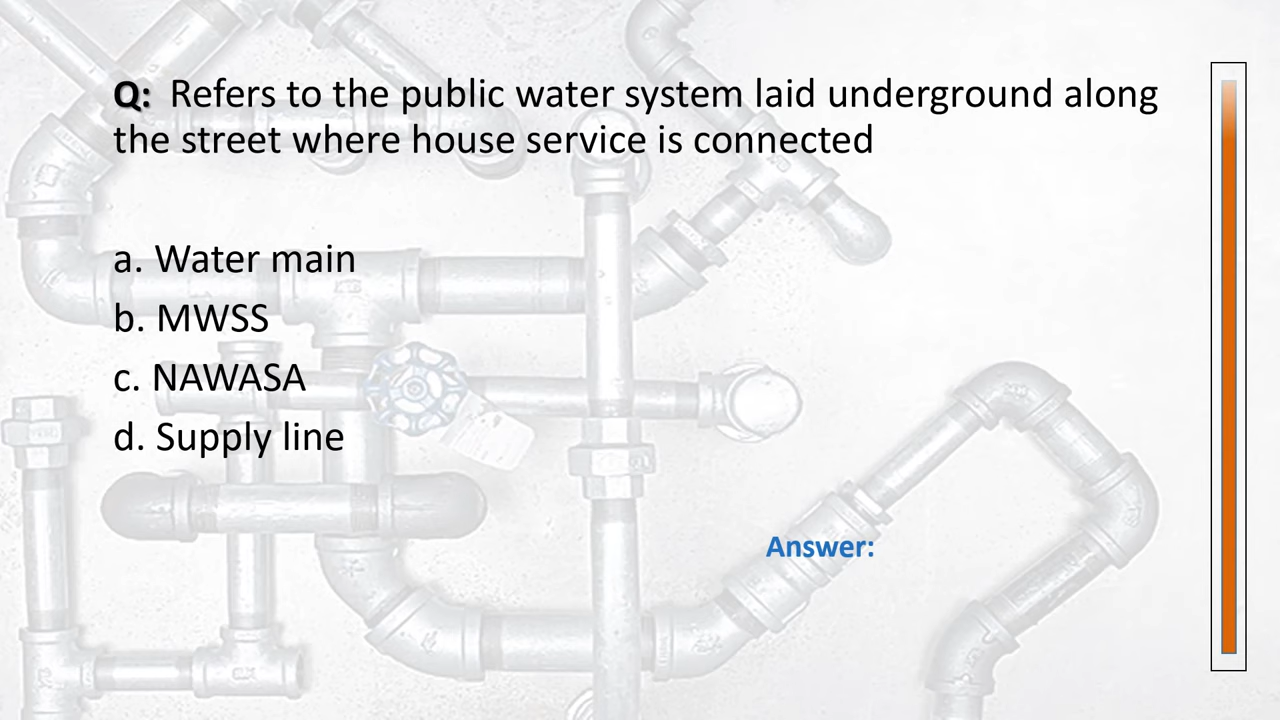 Q: Refers to the public water system laid underground along
the street where house service is connected
a. Water main
b. MWSS
c. NAWASA
d. Supply line
Answer: